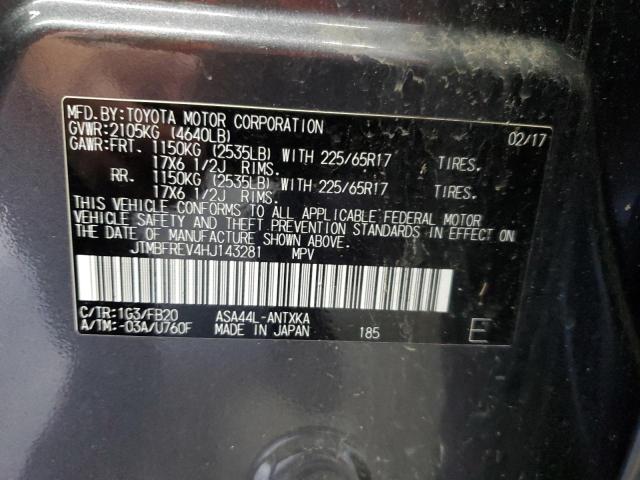 MFD.BY:TOYOTA MOTOR CORPORATION 02/17
GVWR:2105KG (4640LB)
GAWR:FRT. 1150KG (2535LB) WITH 225/65R17 TIRES.
17X6 1/2J RIMS.
RR. 1150KG (2535LB) WITH 225/65R17 TIRES.
17X6 1/2J RIMS.
THIS VEHICLE CONFORMS TO ALL APPLICABLE FEDERAL MOTOR
VEHICLE SAFETY AND THEFT PREVENTION STANDARDS IN EFFECT ON
THE DATE OF MANUFACTURE SHOWN ABOVE.
JTMBFREV4HJ143281 MPV
C/TR:1G3/FB20 ASA44L-ANTXKA
A/TM:-03A/U760F MADE IN JAPAN 185 E